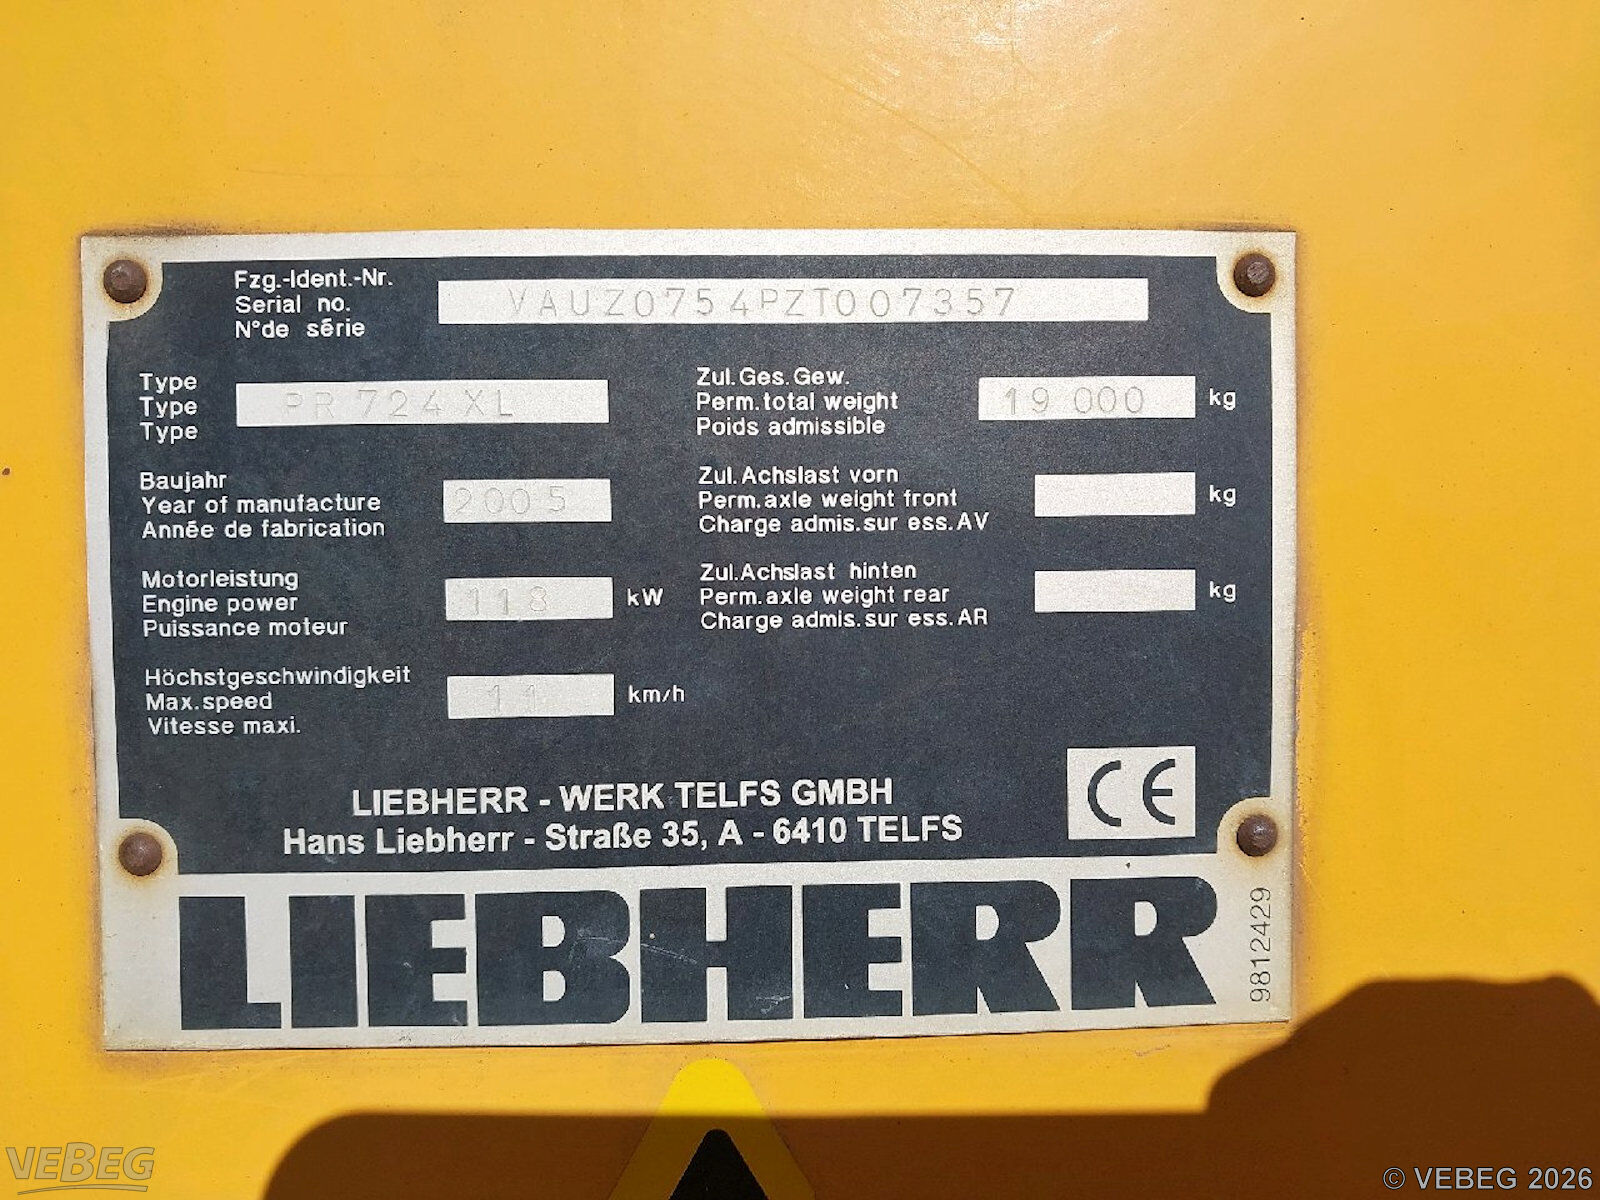 Fzg.-Ident.-Nr.
Serial no.
N°de série
VAUZ0754PZT007357
Type
Type
Type
PR 724 XL
Zul.Ges.Gew.
Perm.total weight
Poids admissible
19 000 kg
Baujahr
Year of manufacture
Année de fabrication
2005
Zul.Achslast vorn
Perm.axle weight front
Charge admis.sur ess.AV
kg
Motorleistung
Engine power
Puissance moteur
118 kW
Zul.Achslast hinten
Perm.axle weight rear
Charge admis.sur ess.AR
kg
Höchstgeschwindigkeit
Max.speed
Vitesse maxi.
11 km/h
LIEBHERR - WERK TELFS GMBH
Hans Liebherr - Straße 35, A - 6410 TELFS
CE
LIEBHERR
9812429
VEBEG
© VEBEG 2026